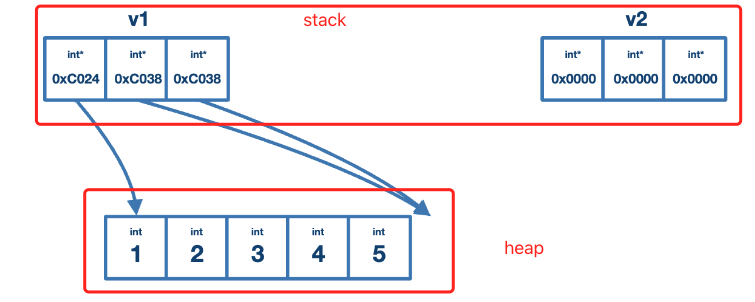 v1 stack v2
int* int* int* int* int* int*
0xC024 0xC038 0xC038 0x0000 0x0000 0x0000
int int int int int
1 2 3 4 5
heap